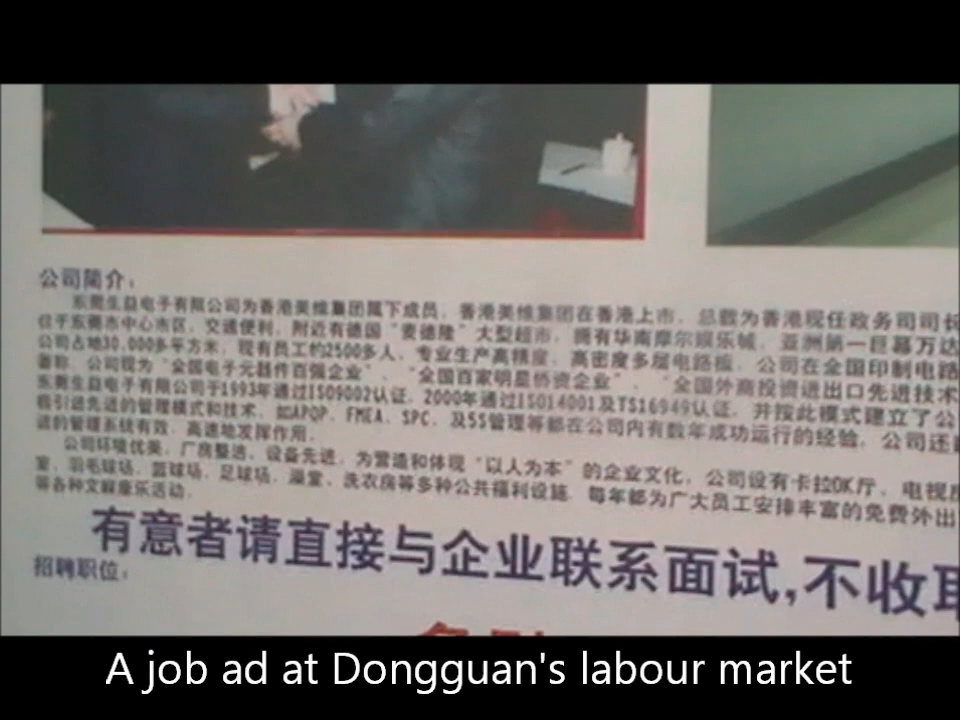 公司简介：
东莞生益电子有限公司为香港美维集团属下成员，香港美维集团在香港上市，总裁为香港现任政务司司长
位于东莞市中心市区，交通便利，附近有德国“麦德隆”大型超市，拥有华南摩尔娱乐城，亚洲第一巨幕万达
公司占地30,000多平方米，现有员工约2500多人，专业生产高精度、高密度多层电路板，公司在全国印制电路
著称，公司现为“全国电子元器件百强企业”、“全国百家明星侨资企业”、“全国外商投资进出口先进技术
东莞生益电子有限公司于1993年通过ISO9002认证，2000年通过ISO14001及TS16949认证，并按此模式建立了公
引进先进的管理模式和技术，如APQP、FMEA、SPC、及5S管理等都在公司内有数年成功运行的经验，公司还
进的管理系统有效、高速地发挥作用。
公司环境优美，厂房整洁、设备先进，为营造和体现“以人为本”的企业文化，公司设有卡拉OK厅、电视房
室、羽毛球场、篮球场、足球场、澡堂、洗衣房等多种公共福利设施，每年都为广大员工安排丰富的免费外出
等各种文娱康乐活动。
有意者请直接与企业联系面试,不收取
招聘职位：
A job ad at Dongguan's labour market